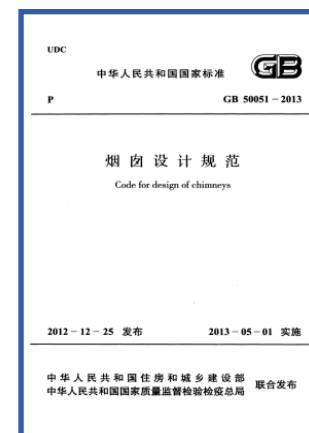 UDC
中华人民共和国国家标准 GB
P GB 50051-2013
烟囱设计规范
Code for design of chimneys
2012-12-25 发布 2013-05-01 实施
中华人民共和国住房和城乡建设部
中华人民共和国国家质量监督检验检疫总局 联合发布